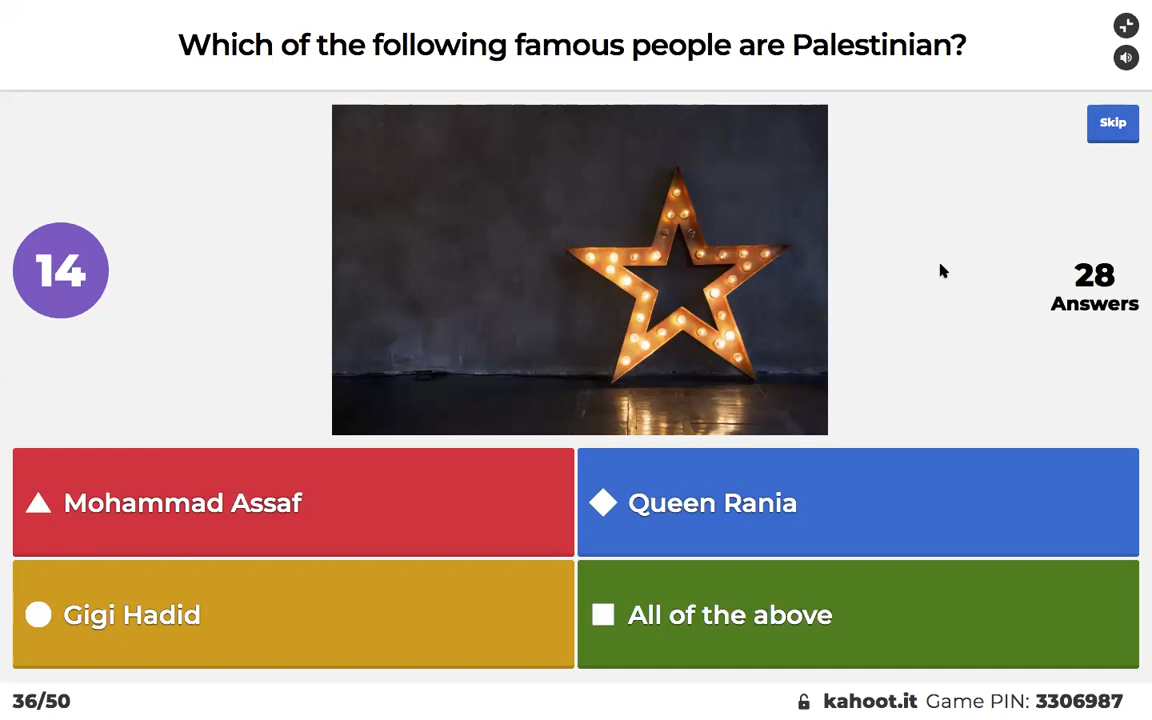 Which of the following famous people are Palestinian?
Skip
14
28
Answers
Mohammad Assaf
Queen Rania
Gigi Hadid
All of the above
36/50
kahoot.it Game PIN: 3306987